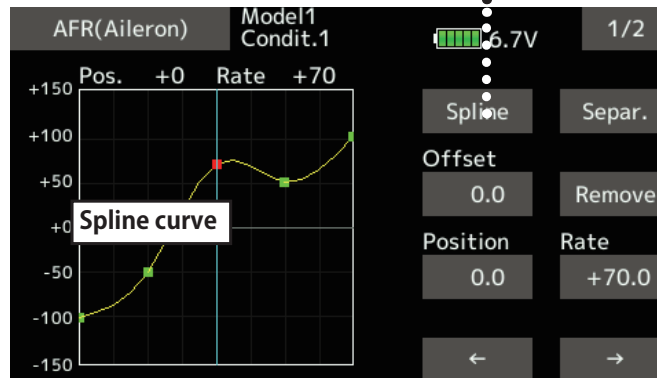 AFR(Aileron)
Model1
Condit.1
6.7V
1/2
Pos. +0 Rate +70
+150
+100
+50
+0
-50
-100
-150
Spline curve
Spline
Separ.
Offset
0.0
Remove
Position
Rate
0.0
+70.0
←
→